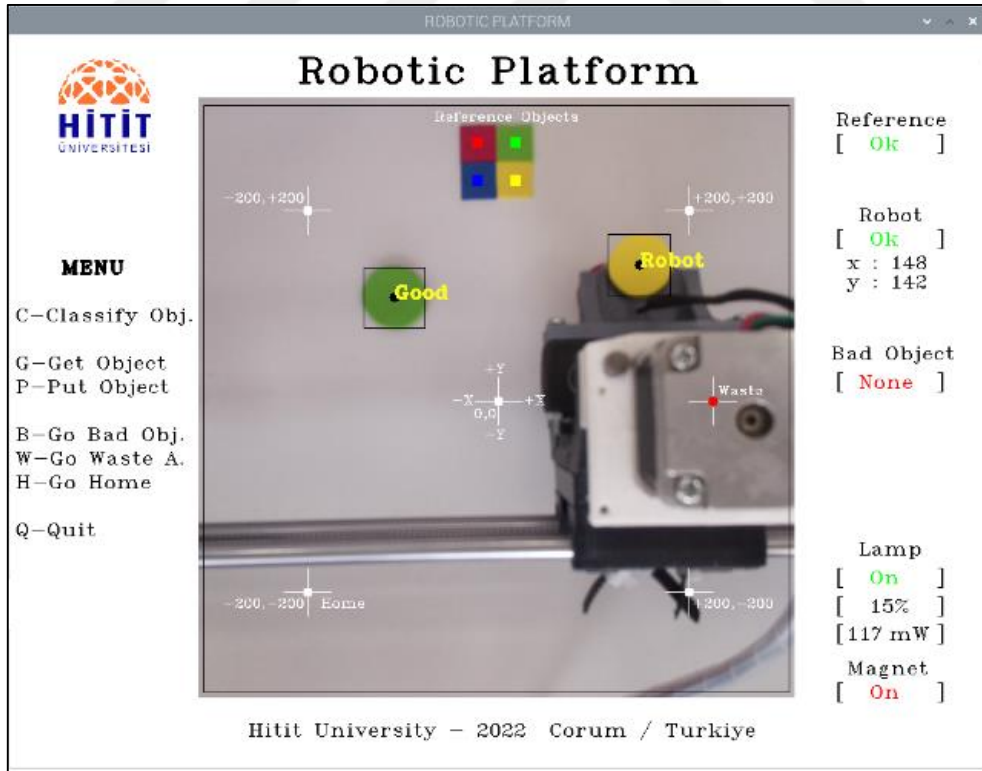 ROBOTIC PLATFORM
Robotic Platform
HİTİT
ÜNİVERSİTESİ
MENU
C-Classify Obj.
G-Get Object
P-Put Object
B-Go Bad Obj.
W-Go Waste A.
H-Go Home
Q-Quit
Reference Objects
-200,+200
+200,+200
Good
Robot
+Y
-X
+X
0,0
-Y
Waste
-200,-200
Home
+200,-200
Reference
[ Ok ]
Robot
[ Ok ]
x : 148
y : 142
Bad Object
[ None ]
Lamp
[ On ]
[ 15% ]
[117 mW]
Magnet
[ On ]
Hitit University - 2022 Corum / Turkiye